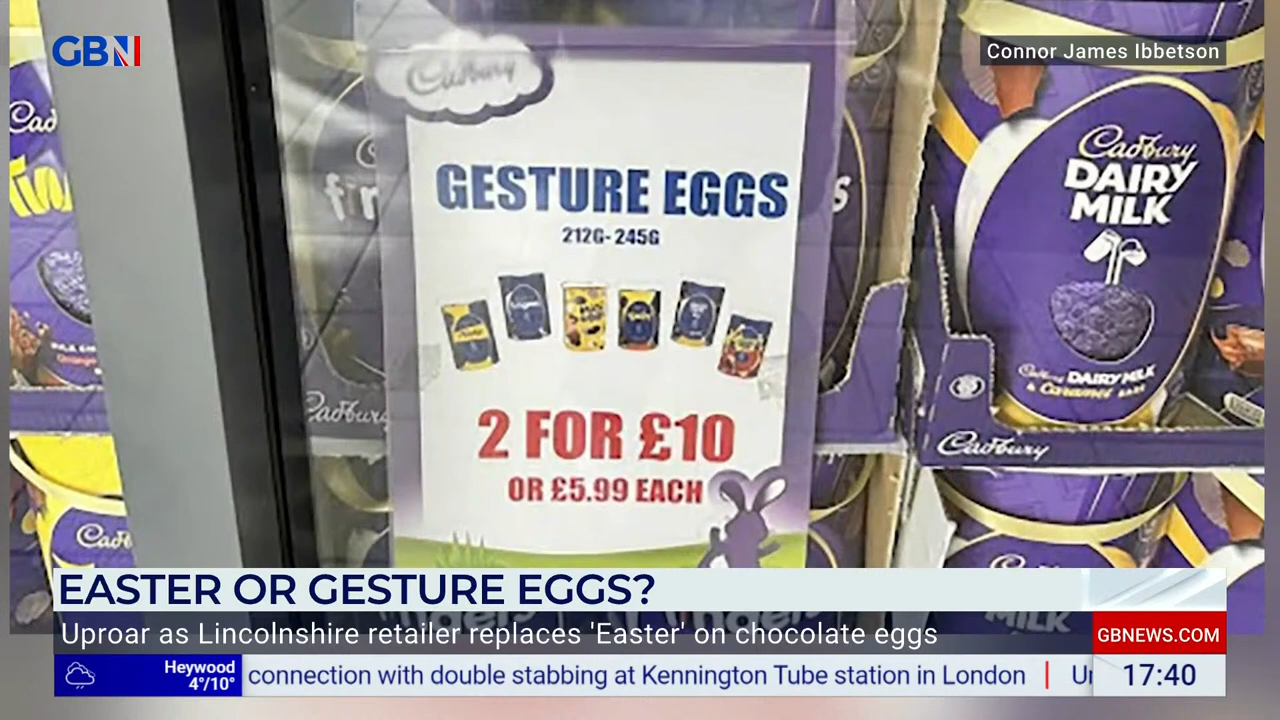 GBN
Connor James Ibbetson
Cadbury
GESTURE EGGS
212G-245G
2 FOR £10
OR £5.99 EACH
Cadbury
DAIRY
MILK
Cadbury DAIRY MILK
& Caramel
Cadbury
Cadbury
MILK
EASTER OR GESTURE EGGS?
Uproar as Lincolnshire retailer replaces 'Easter' on chocolate eggs
GBNEWS.COM
Heywood
4°/10°
connection with double stabbing at Kennington Tube station in London
17:40